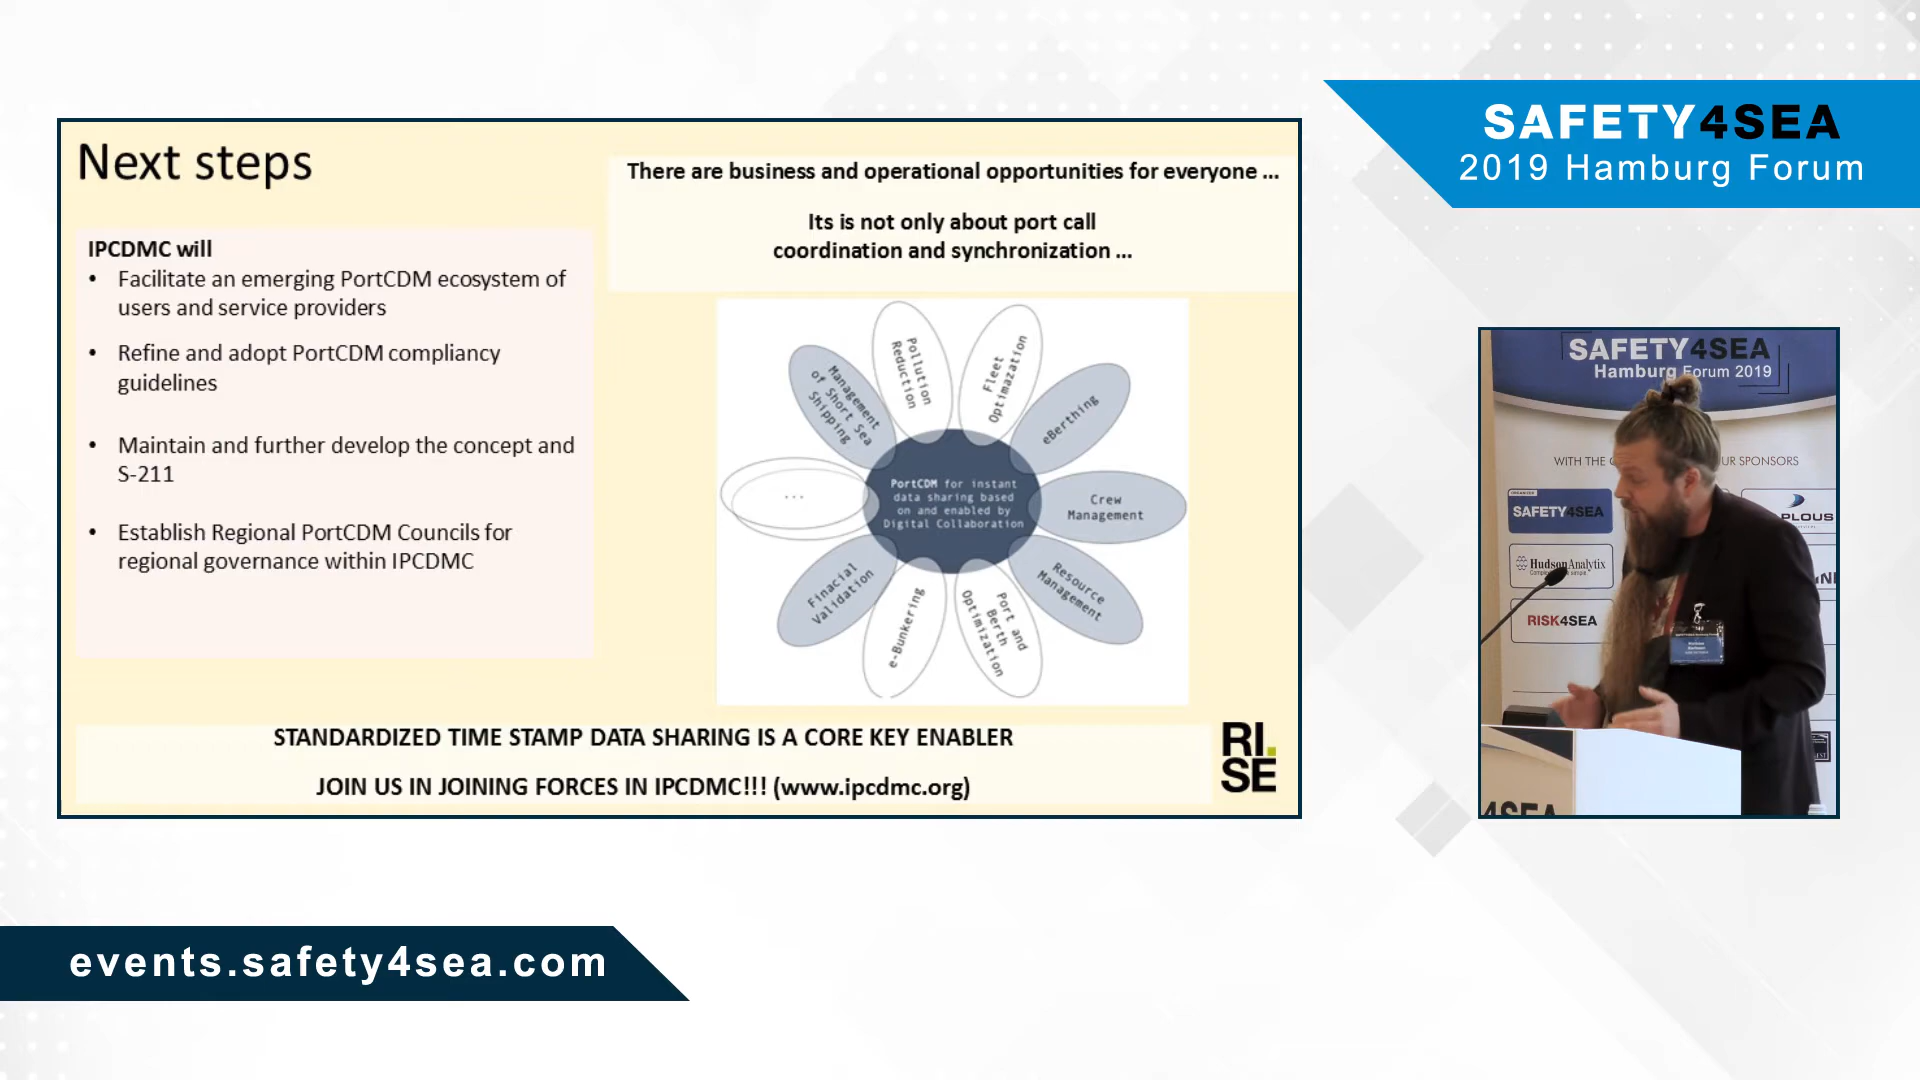 SAFETY4SEA
2019 Hamburg Forum
Next steps
IPCDMC will
• Facilitate an emerging PortCDM ecosystem of
users and service providers
• Refine and adopt PortCDM compliancy
guidelines
• Maintain and further develop the concept and
S-211
• Establish Regional PortCDM Councils for
regional governance within IPCDMC
There are business and operational opportunities for everyone ...
Its is not only about port call
coordination and synchronization ...
Pollution
Reduction
Fleet
Optimazation
eBerthing
Crew
Management
Resource
Management
Port and
Berth
Optimization
e-Bunkering
Finacial
Validation
...
Management
of Short Sea
Shipping
PortCDM for instant
data sharing based
on and enabled by
Digital Collaboration
STANDARDIZED TIME STAMP DATA SHARING IS A CORE KEY ENABLER
JOIN US IN JOINING FORCES IN IPCDMC!!! (www.ipcdmc.org)
RI.
SE
SAFETY4SEA
Hamburg Forum 2019
WITH THE
UR SPONSORS
SAFETY4SEA
PLOUS
HudsonAnalytix
RISK4SEA
4SEA
events.safety4sea.com